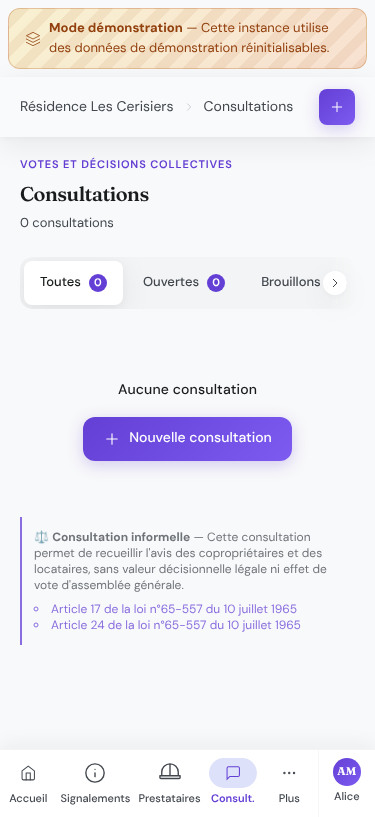 Mode démonstration — Cette instance utilise
des données de démonstration réinitialisables.
Résidence Les Cerisiers > Consultations
+
VOTES ET DÉCISIONS COLLECTIVES
Consultations
0 consultations
Toutes 0 Ouvertes 0 Brouillons
Aucune consultation
+ Nouvelle consultation
⚖️ Consultation informelle — Cette consultation
permet de recueillir l'avis des copropriétaires et des
locataires, sans valeur décisionnelle légale ni effet de
vote d'assemblée générale.
Article 17 de la loi n°65-557 du 10 juillet 1965
Article 24 de la loi n°65-557 du 10 juillet 1965
AM
Accueil Signalements Prestataires Consult. Plus Alice